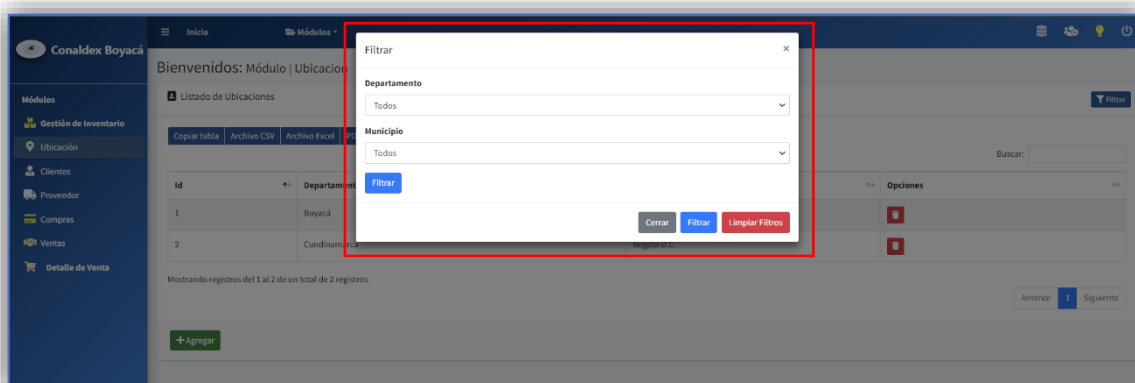 Conaldex Boyacá
Inicio
Módulos
Bienvenidos: Módulo | Ubicacion
Módulos
Gestión de Inventario
Ubicación
Clientes
Proveedor
Compras
Ventas
Detalle de Venta
Listado de Ubicaciones
Filtrar
Copiar tabla Archivo CSV Archivo Excel
Buscar:
Id Departament Opciones
1 Boyacá
2 Cundinamarca Bogotá D.C.
Mostrando registros del 1 al 2 de un total de 2 registros
Anterior 1 Siguiente
+ Agregar
Filtrar ×
Departamento
Todos
Municipio
Todos
Filtrar
Cerrar Filtrar Limpiar Filtros